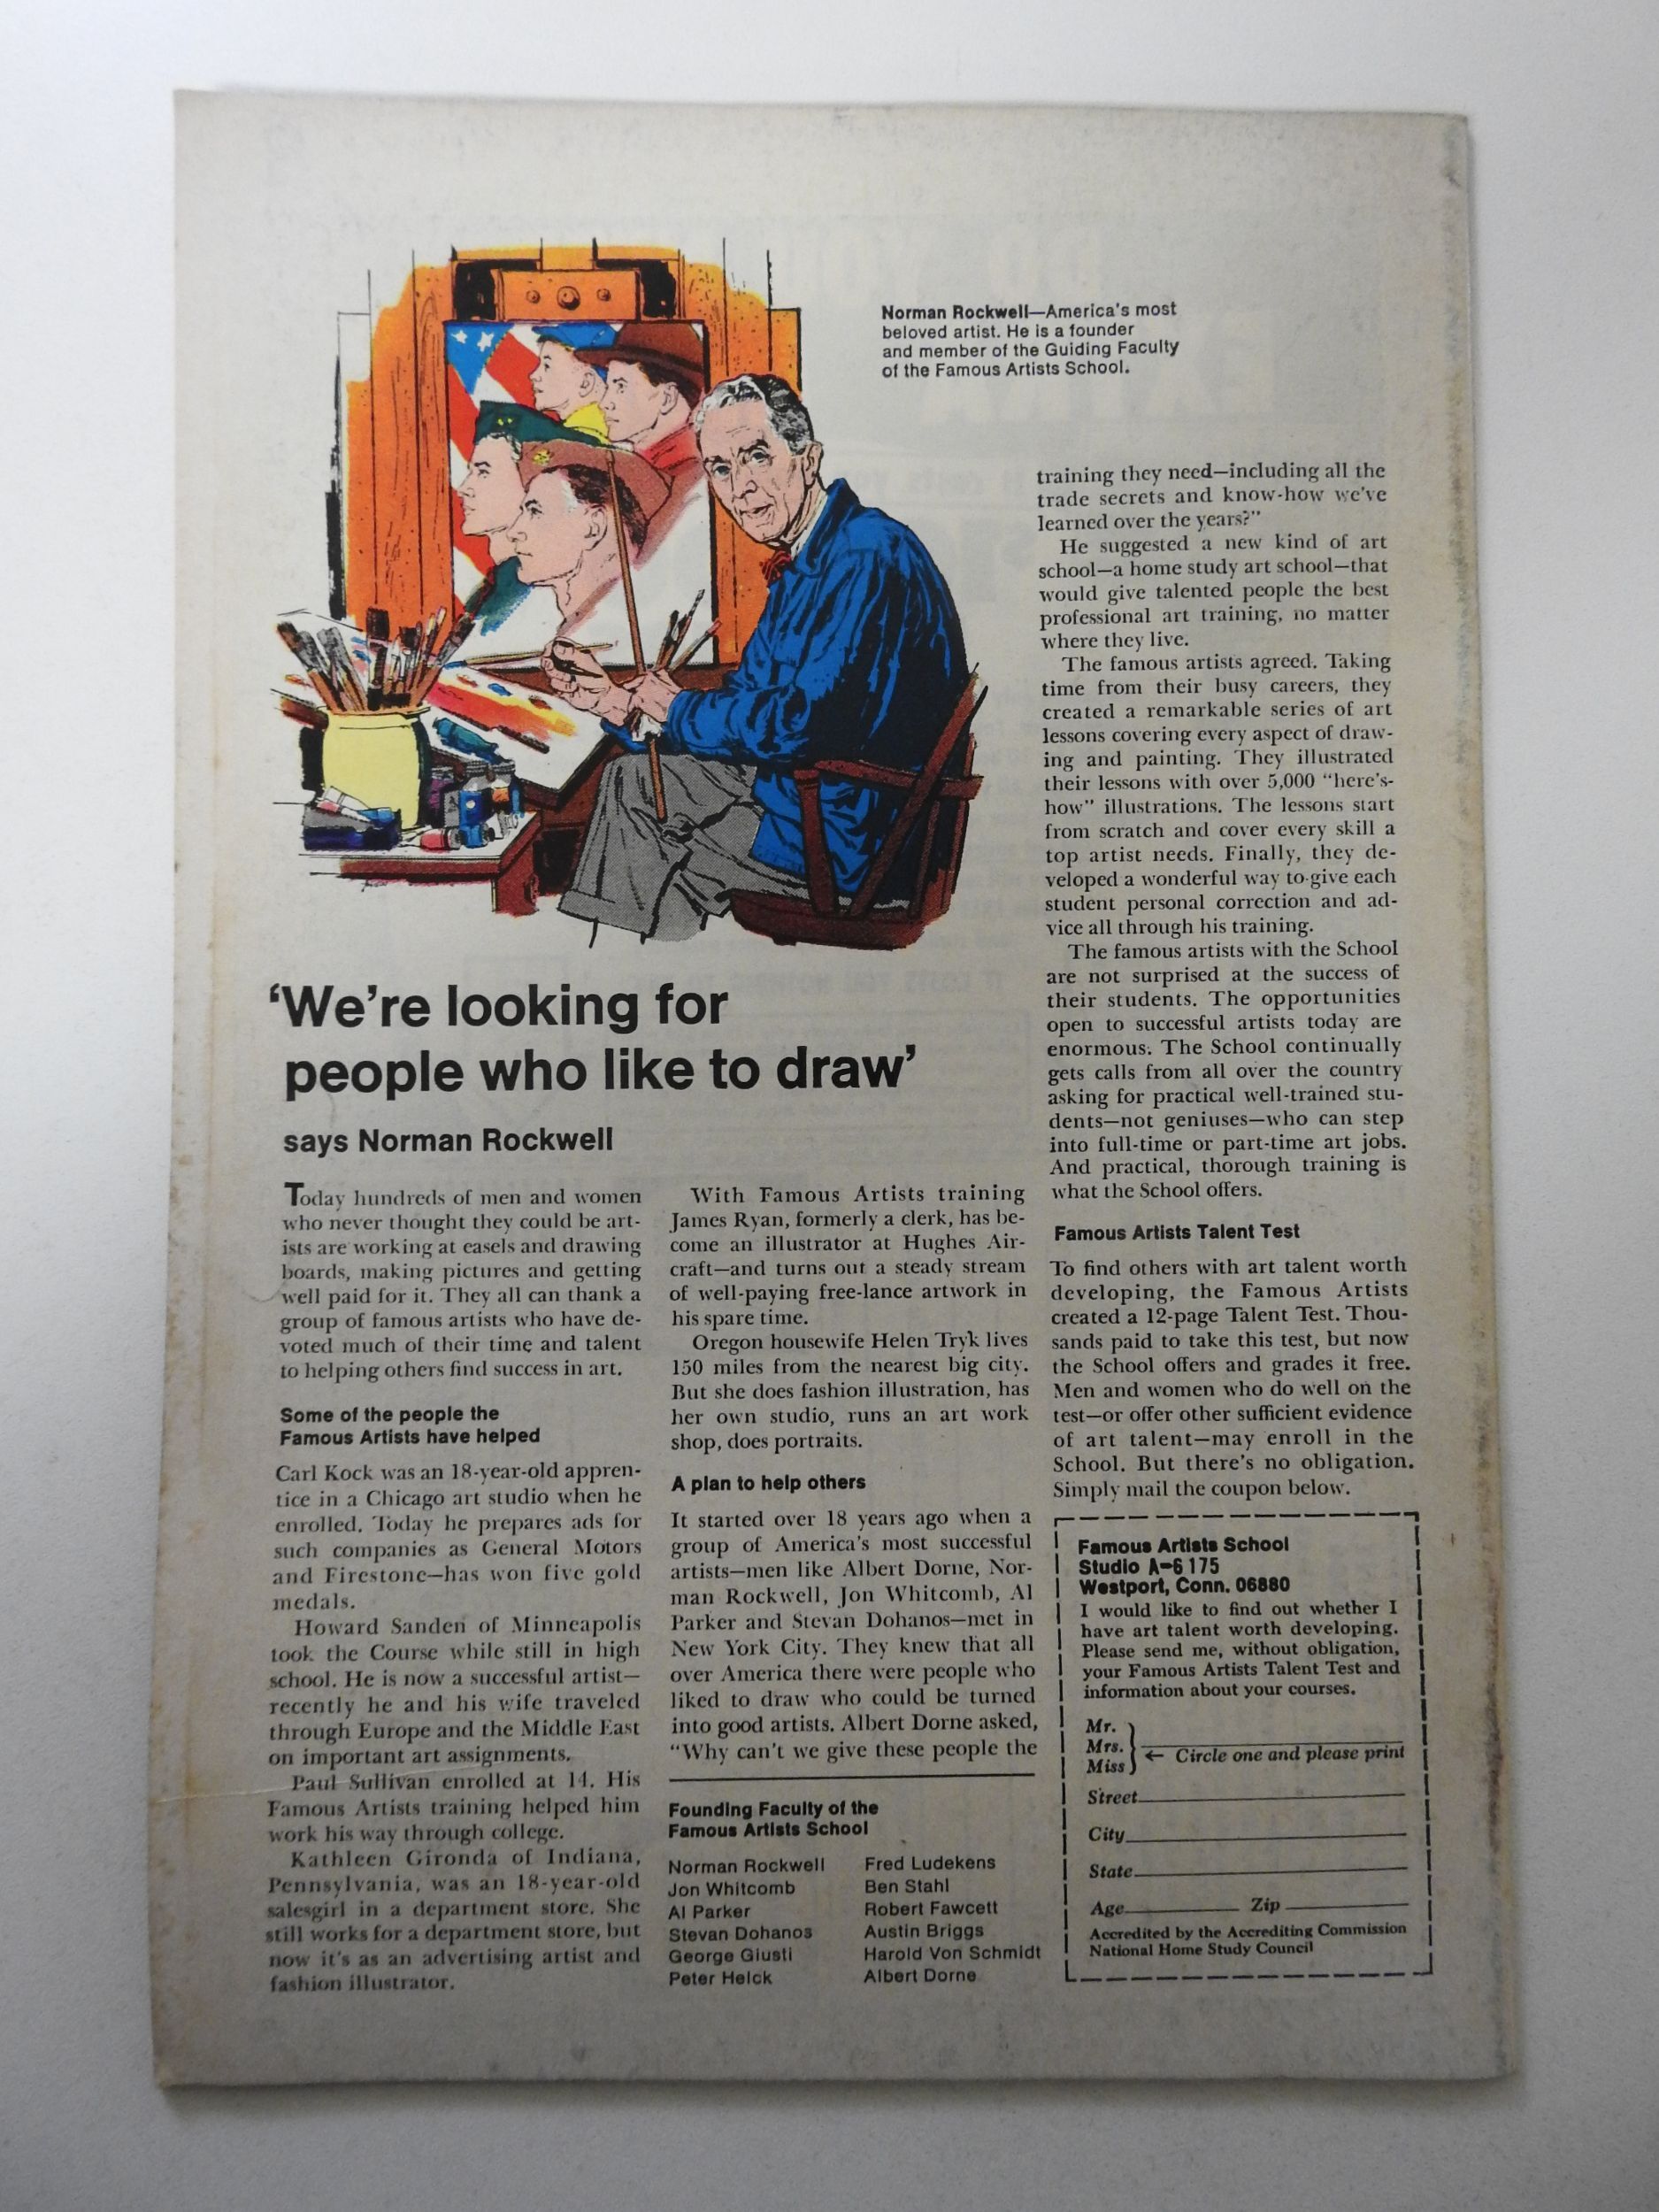 Norman Rockwell—America's most
beloved artist. He is a founder
and member of the Guiding Faculty
of the Famous Artists School.
'We're looking for
people who like to draw'
says Norman Rockwell
Today hundreds of men and women
who never thought they could be art-
ists are working at easels and drawing
boards, making pictures and getting
well paid for it. They all can thank a
group of famous artists who have de-
voted much of their time and talent
to helping others find success in art.
Some of the people the
Famous Artists have helped
Carl Kock was an 18-year-old appren-
tice in a Chicago art studio when he
enrolled. Today he prepares ads for
such companies as General Motors
and Firestone—has won five gold
medals.
Howard Sanden of Minneapolis
took the Course while still in high
school. He is now a successful artist—
recently he and his wife traveled
through Europe and the Middle East
on important art assignments.
Paul Sullivan enrolled at 14. His
Famous Artists training helped him
work his way through college.
Kathleen Gironda of Indiana,
Pennsylvania, was an 18-year-old
salesgirl in a department store. She
still works for a department store, but
now it's as an advertising artist and
fashion illustrator.
With Famous Artists training
James Ryan, formerly a clerk, has be-
come an illustrator at Hughes Air-
craft—and turns out a steady stream
of well-paying free-lance artwork in
his spare time.
Oregon housewife Helen Tryk lives
150 miles from the nearest big city.
But she does fashion illustration, has
her own studio, runs an art work
shop, does portraits.
A plan to help others
It started over 18 years ago when a
group of America's most successful
artists—men like Albert Dorne, Nor-
man Rockwell, Jon Whitcomb, Al
Parker and Stevan Dohanos—met in
New York City. They knew that all
over America there were people who
liked to draw who could be turned
into good artists. Albert Dorne asked,
"Why can't we give these people the
Founding Faculty of the
Famous Artists School
Norman Rockwell
Jon Whitcomb
Al Parker
Stevan Dohanos
George Giusti
Peter Helck
Fred Ludekens
Ben Stahl
Robert Fawcett
Austin Briggs
Harold Von Schmidt
Albert Dorne
training they need—including all the
trade secrets and know-how we've
learned over the years?"
He suggested a new kind of art
school—a home study art school—that
would give talented people the best
professional art training, no matter
where they live.
The famous artists agreed. Taking
time from their busy careers, they
created a remarkable series of art
lessons covering every aspect of draw-
ing and painting. They illustrated
their lessons with over 5,000 "here's-
how" illustrations. The lessons start
from scratch and cover every skill a
top artist needs. Finally, they de-
veloped a wonderful way to give each
student personal correction and ad-
vice all through his training.
The famous artists with the School
are not surprised at the success of
their students. The opportunities
open to successful artists today are
enormous. The School continually
gets calls from all over the country
asking for practical well-trained stu-
dents—not geniuses—who can step
into full-time or part-time art jobs.
And practical, thorough training is
what the School offers.
Famous Artists Talent Test
To find others with art talent worth
developing, the Famous Artists
created a 12-page Talent Test. Thou-
sands paid to take this test, but now
the School offers and grades it free.
Men and women who do well on the
test—or offer other sufficient evidence
of art talent—may enroll in the
School. But there's no obligation.
Simply mail the coupon below.
Famous Artists School
Studio A-6175
Westport, Conn. 06880
I would like to find out whether I
have art talent worth developing.
Please send me, without obligation,
your Famous Artists Talent Test and
information about your courses.
Mr.
Mrs.
Miss
← Circle one and please print
Street
City
State
Age Zip
Accredited by the Accrediting Commission
National Home Study Council